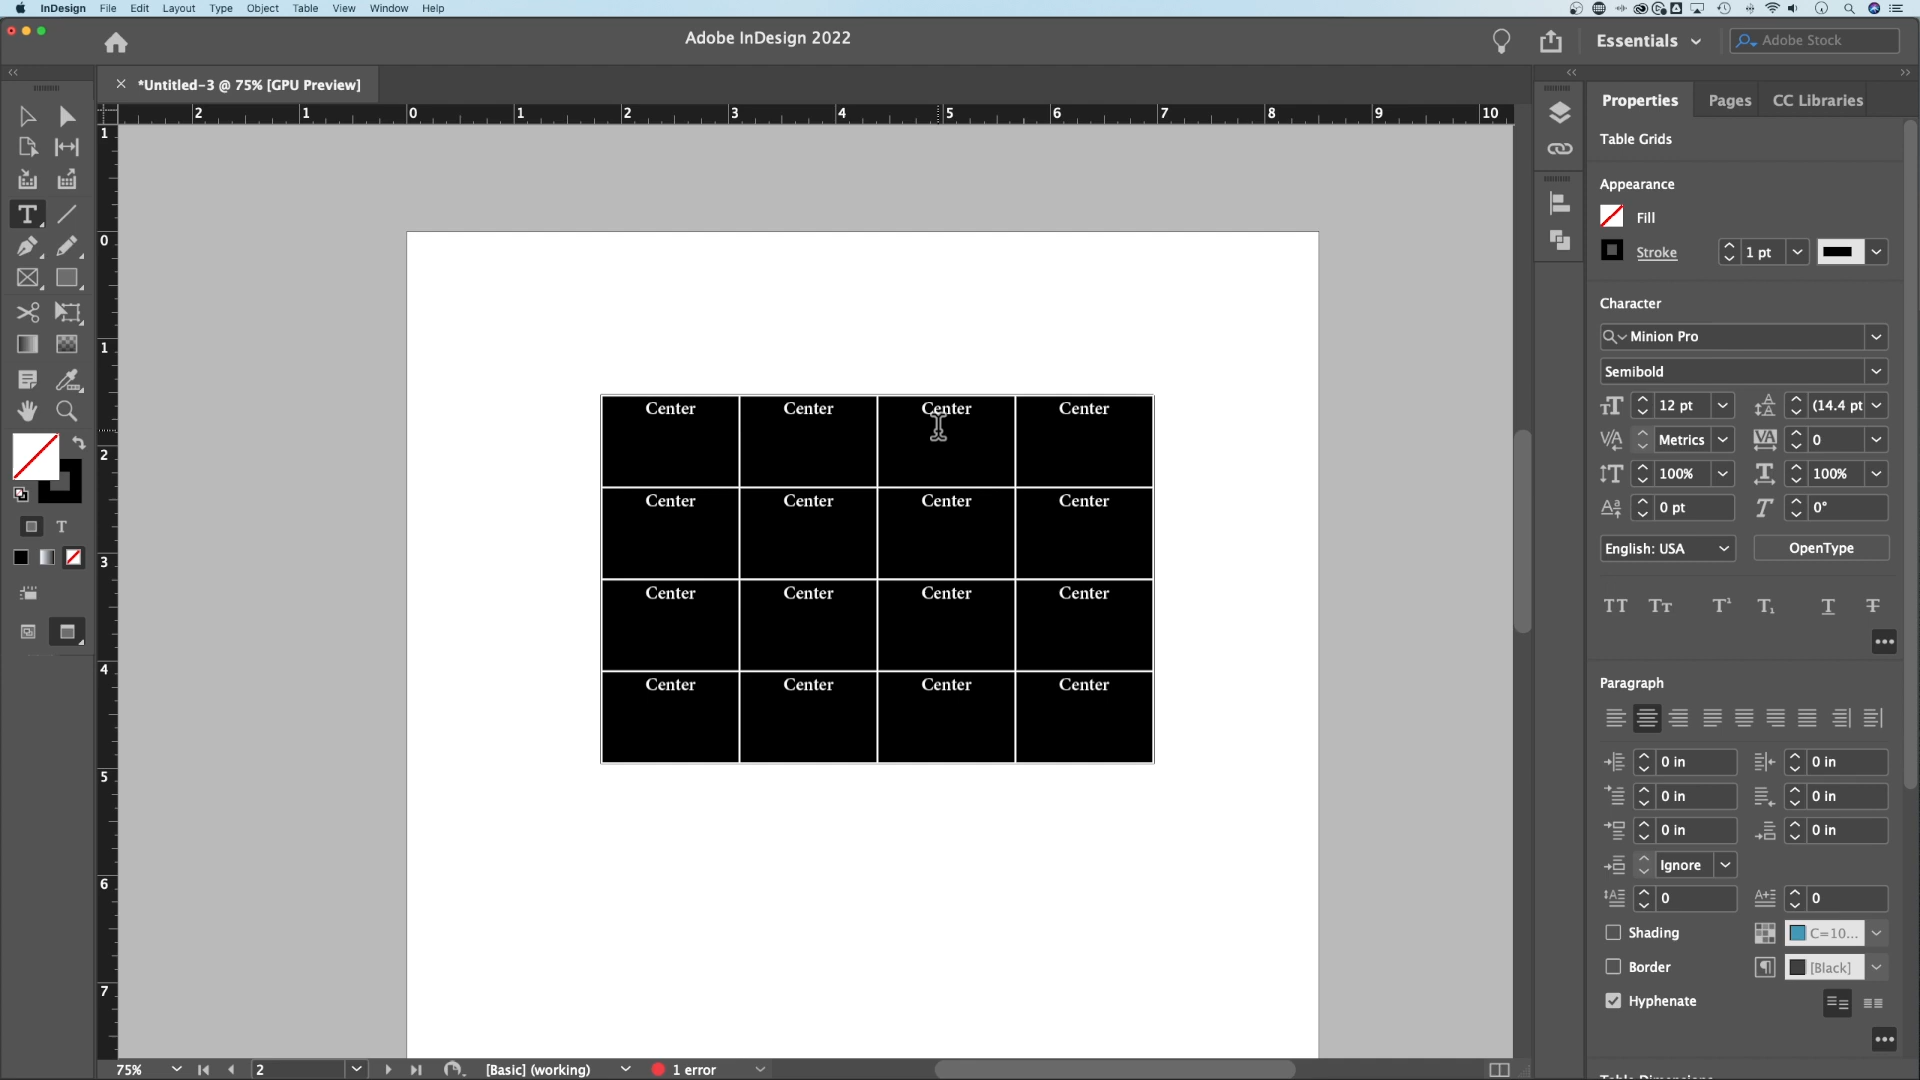 InDesign File Edit Layout Type Object Table View Window Help
Adobe InDesign 2022
Essentials
Adobe Stock
× *Untitled-3 @ 75% [GPU Preview]
2 1 0 1 2 3 4 5 6 7 8 9 10
1
0
1
2
3
4
5
6
7
Center Center Center Center
Center Center Center Center
Center Center Center Center
Center Center Center Center
Properties Pages CC Libraries
Table Grids
Appearance
Fill
Stroke 1 pt
Character
Minion Pro
Semibold
12 pt (14.4 pt
Metrics 0
100% 100%
0 pt 0°
English: USA OpenType
TT Tt T¹ T₁ T T
Paragraph
0 in 0 in
0 in 0 in
0 in 0 in
Ignore
0 0
Shading C=10...
Border [Black]
Hyphenate
75% 2 [Basic] (working) 1 error